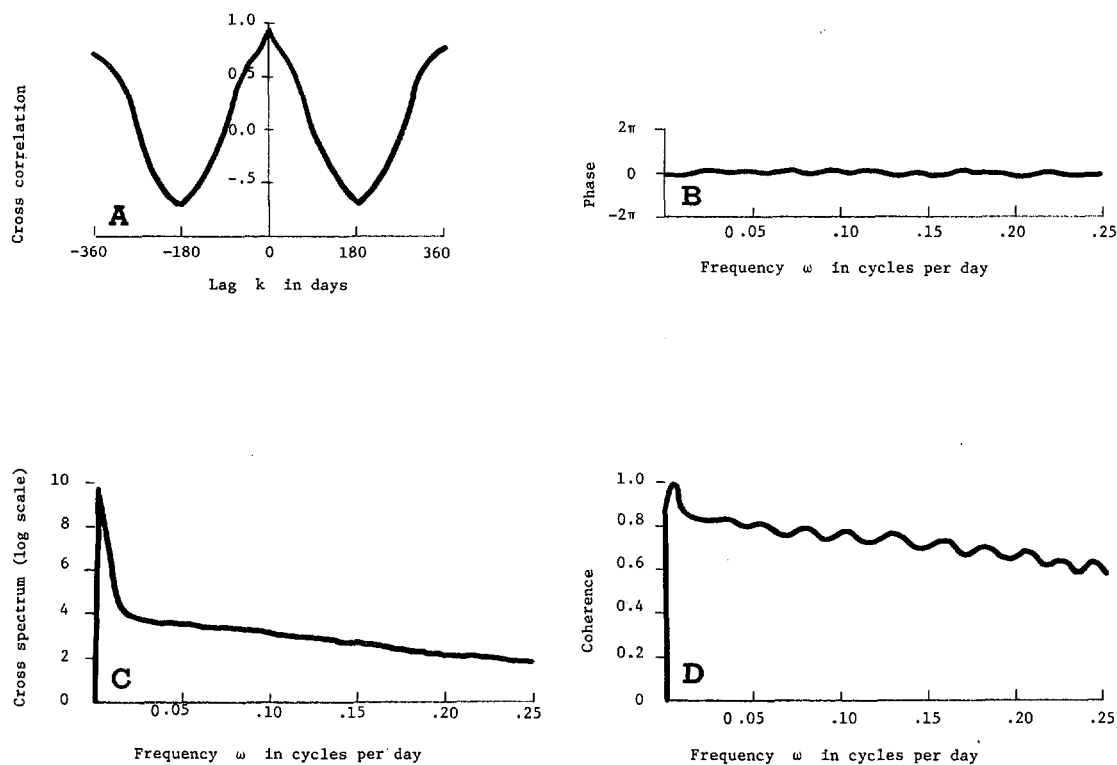 1.0
0.5
0.0
-.5
Cross correlation
A
-360 -180 0 180 360
Lag k in days
2π
0
-2π
Phase
B
0.05 .10 .15 .20 .25
Frequency ω in cycles per day
10
8
6
4
2
0
Cross spectrum (log scale)
C
0.05 .10 .15 .20 0.25
Frequency ω in cycles per day
1.0
0.8
0.6
0.4
0.2
0
Coherence
D
0.05 .10 .15 .20 0.25
Frequency ω in cycles per day